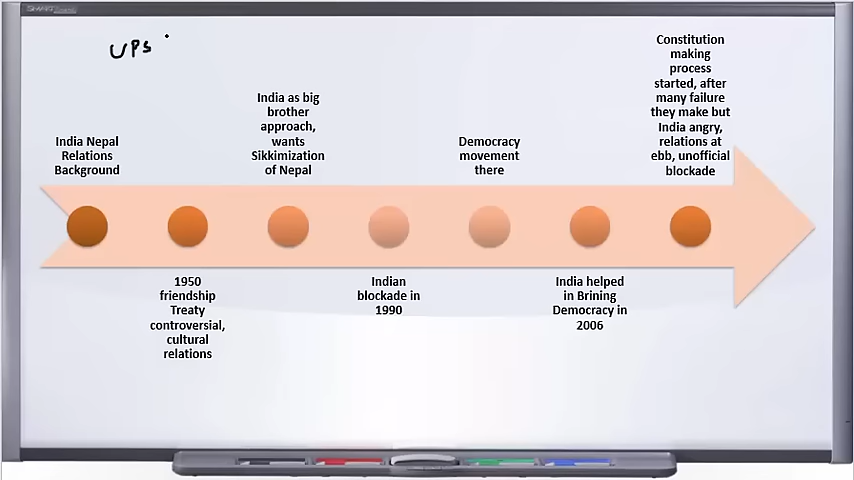 SMART
UPS
India Nepal
Relations
Background
1950
friendship
Treaty
controversial,
cultural
relations
India as big
brother
approach,
wants
Sikkimization
of Nepal
Indian
blockade in
1990
Democracy
movement
there
India helped
in Brining
Democracy in
2006
Constitution
making
process
started, after
many failure
they make but
India angry,
relations at
ebb, unofficial
blockade